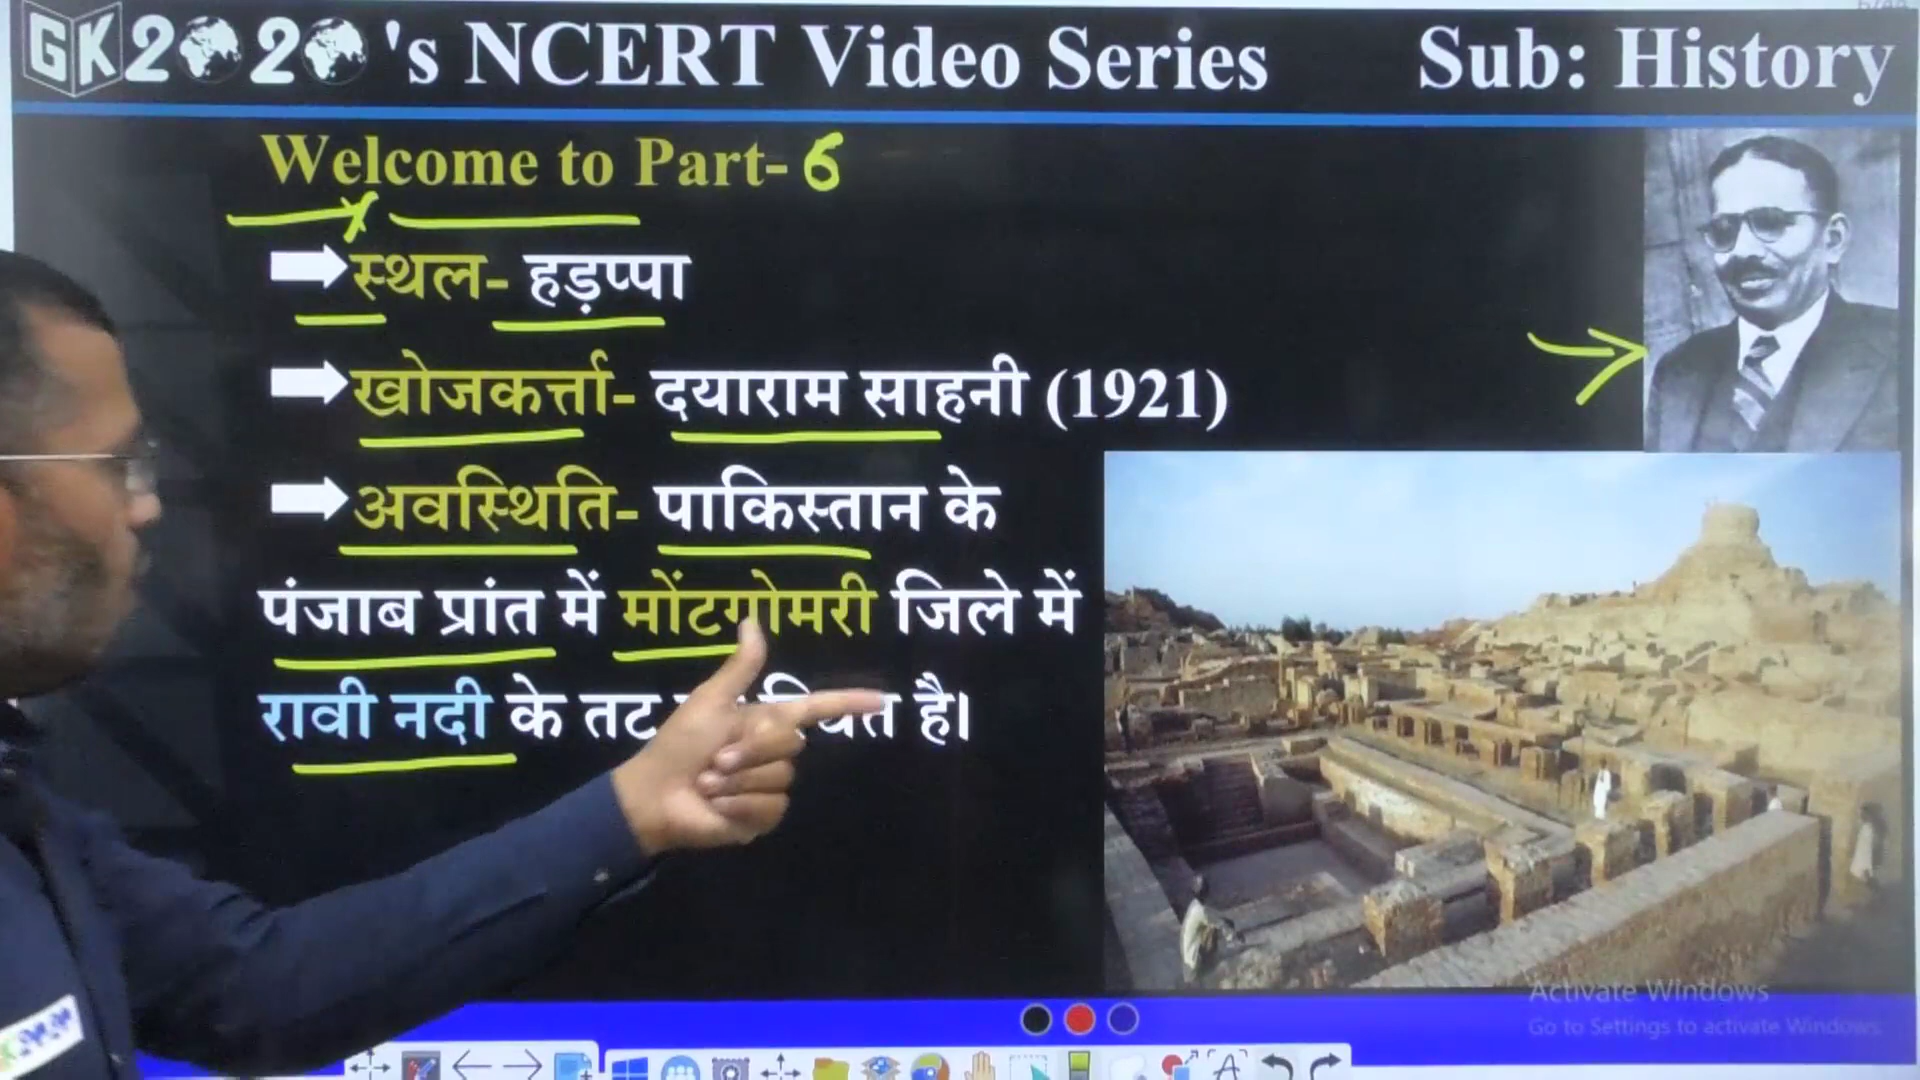 GK2020's NCERT Video Series Sub: History
Welcome to Part- 6
स्थल- हड़प्पा
खोजकर्त्ता- दयाराम साहनी (1921)
अवस्थिति- पाकिस्तान के
पंजाब प्रांत में मोंटगोमरी जिले में
रावी नदी के तट है।
Activate Windows
Go to Settings to activate Windows.